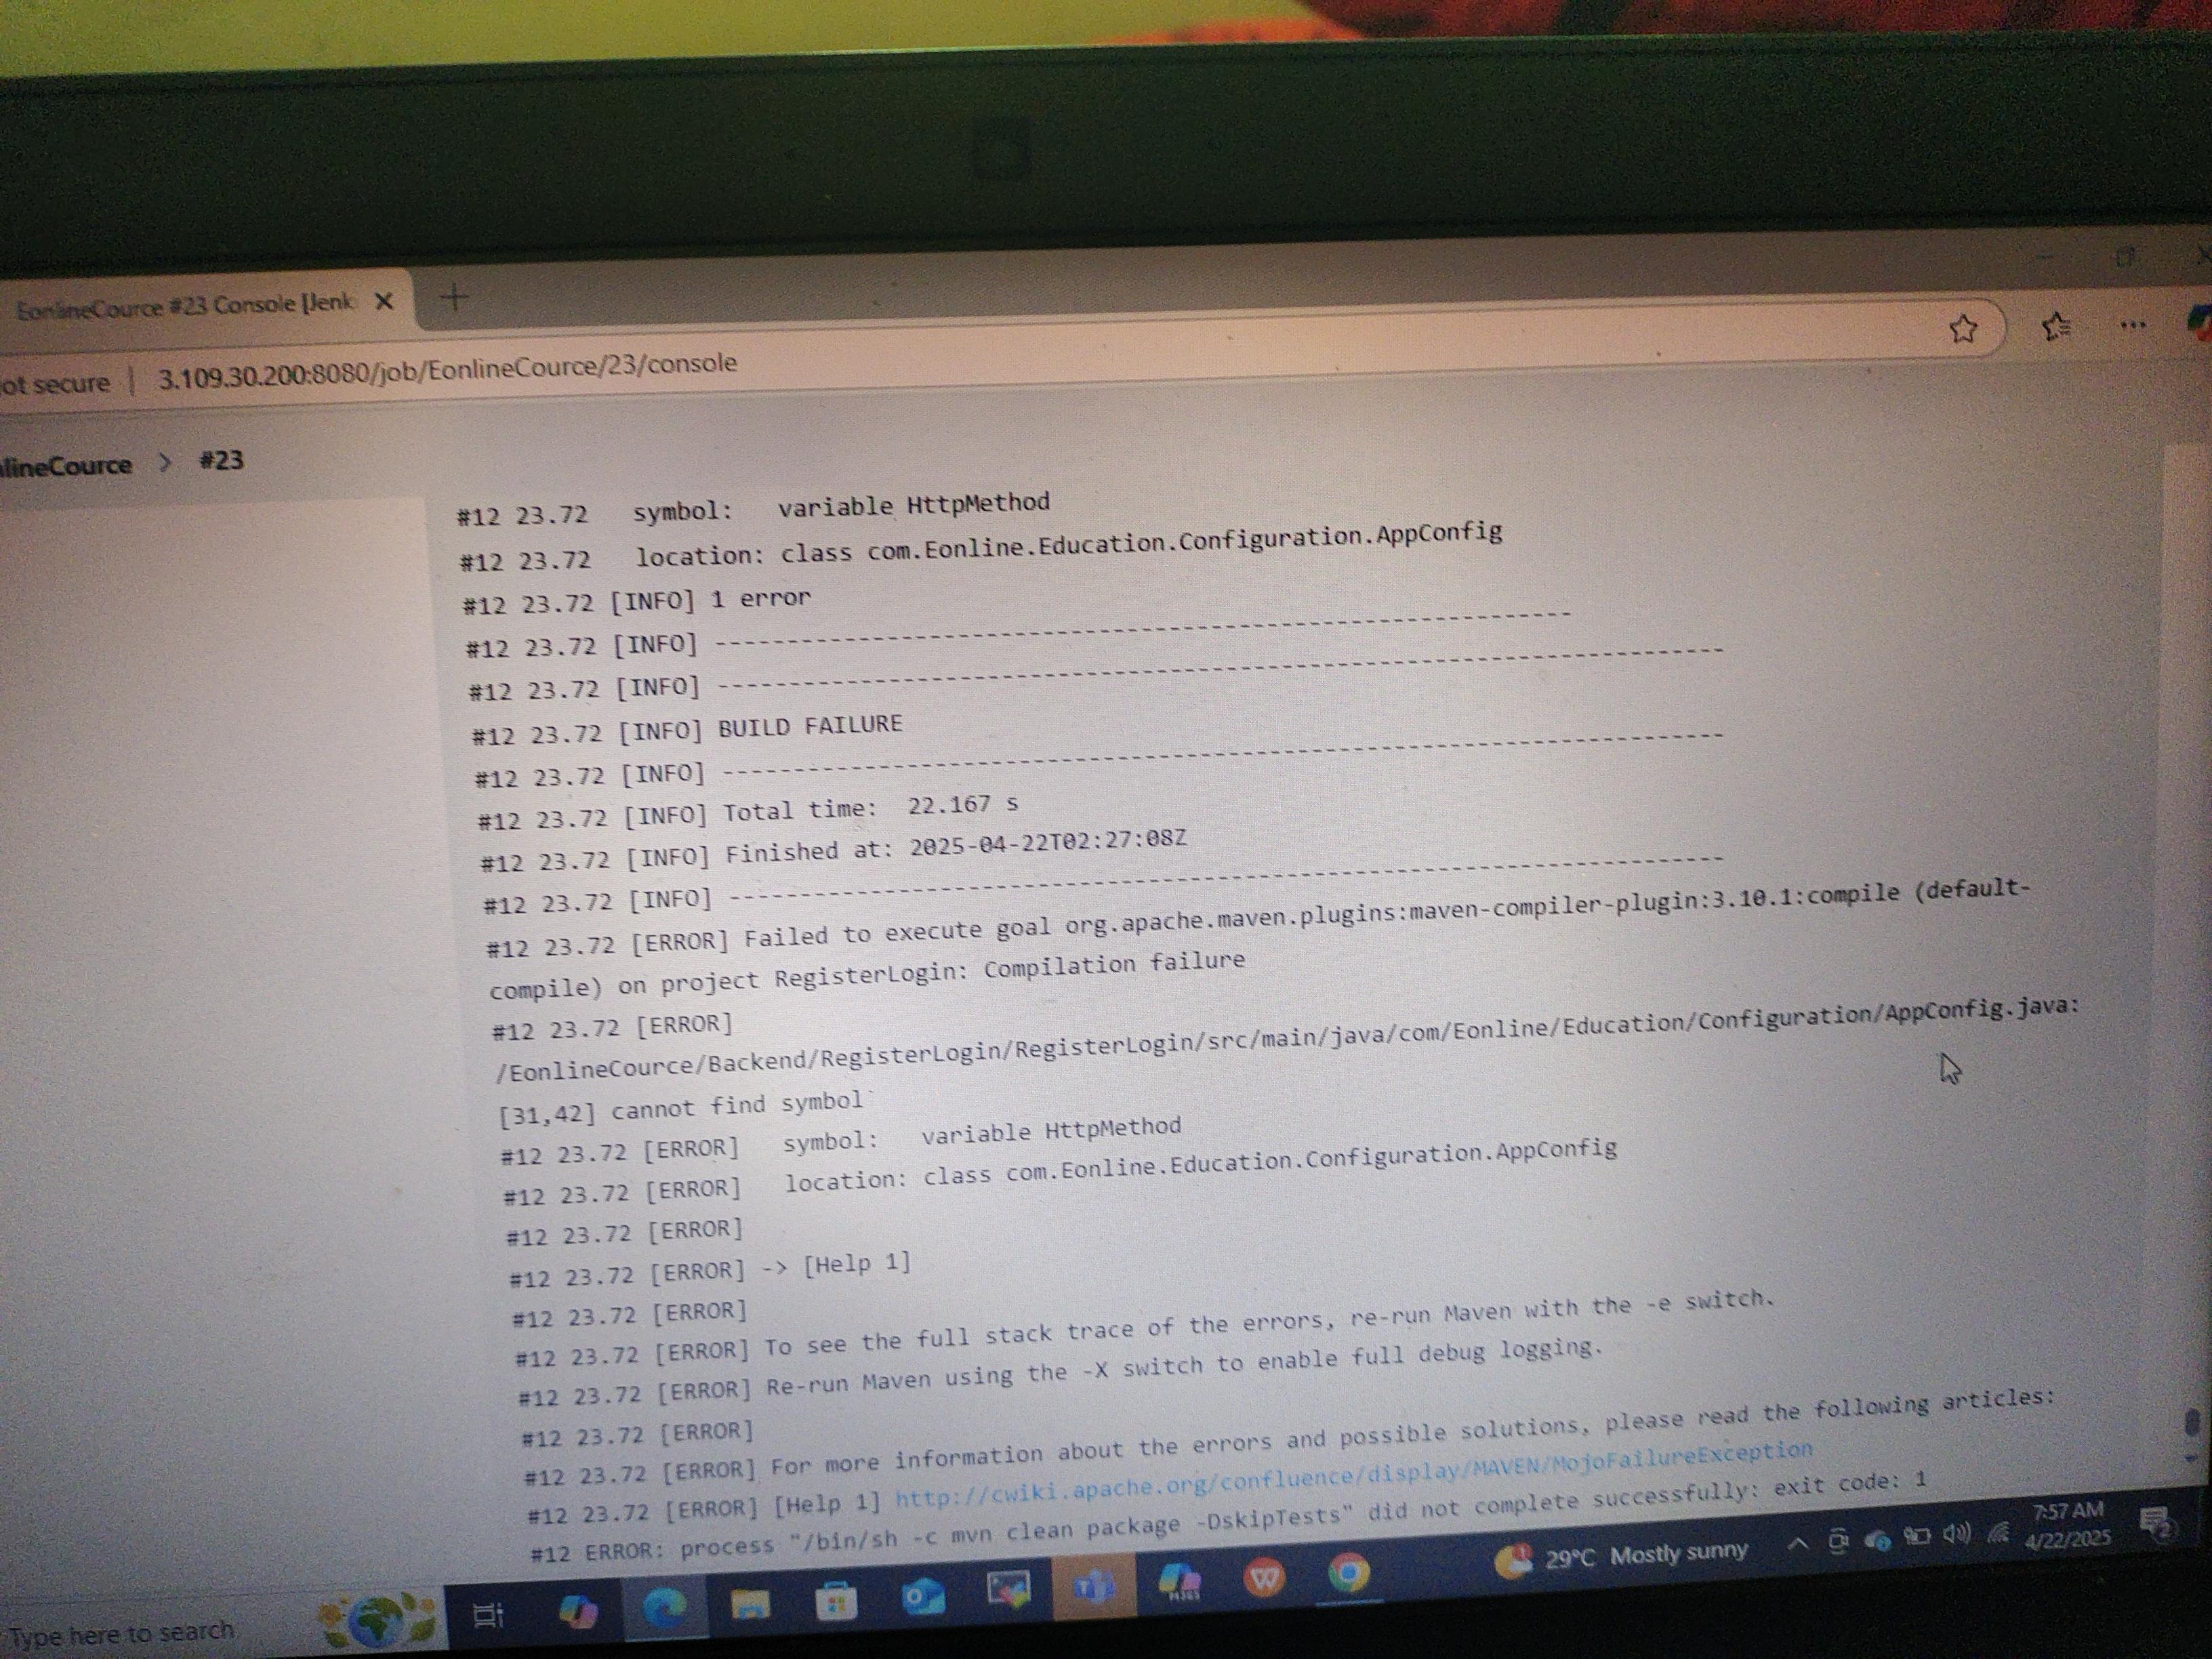 EonlineCource #23 Console [Jenk
ot secure | 3.109.30.200:8080/job/EonlineCource/23/console
lineCource > #23
#12 23.72   symbol:   variable HttpMethod
#12 23.72   location: class com.Eonline.Education.Configuration.AppConfig
#12 23.72 [INFO] 1 error
#12 23.72 [INFO] -------------------------------------------------------------
#12 23.72 [INFO] ------------------------------------------------------------------------
#12 23.72 [INFO] BUILD FAILURE
#12 23.72 [INFO] ------------------------------------------------------------------------
#12 23.72 [INFO] Total time:  22.167 s
#12 23.72 [INFO] Finished at: 2025-04-22T02:27:08Z
#12 23.72 [INFO] ------------------------------------------------------------------------
#12 23.72 [ERROR] Failed to execute goal org.apache.maven.plugins:maven-compiler-plugin:3.10.1:compile (default-
compile) on project RegisterLogin: Compilation failure
#12 23.72 [ERROR]
/EonlineCource/Backend/RegisterLogin/RegisterLogin/src/main/java/com/Eonline/Education/Configuration/AppConfig.java:
[31,42] cannot find symbol
#12 23.72 [ERROR]   symbol:   variable HttpMethod
#12 23.72 [ERROR]   location: class com.Eonline.Education.Configuration.AppConfig
#12 23.72 [ERROR]
#12 23.72 [ERROR] -> [Help 1]
#12 23.72 [ERROR]
#12 23.72 [ERROR] To see the full stack trace of the errors, re-run Maven with the -e switch.
#12 23.72 [ERROR] Re-run Maven using the -X switch to enable full debug logging.
#12 23.72 [ERROR]
#12 23.72 [ERROR] For more information about the errors and possible solutions, please read the following articles:
#12 23.72 [ERROR] [Help 1] http://cwiki.apache.org/confluence/display/MAVEN/MojoFailureException
#12 ERROR: process "/bin/sh -c mvn clean package -DskipTests" did not complete successfully: exit code: 1
Type here to search
M365
29°C Mostly sunny
7:57 AM
4/22/2025
2